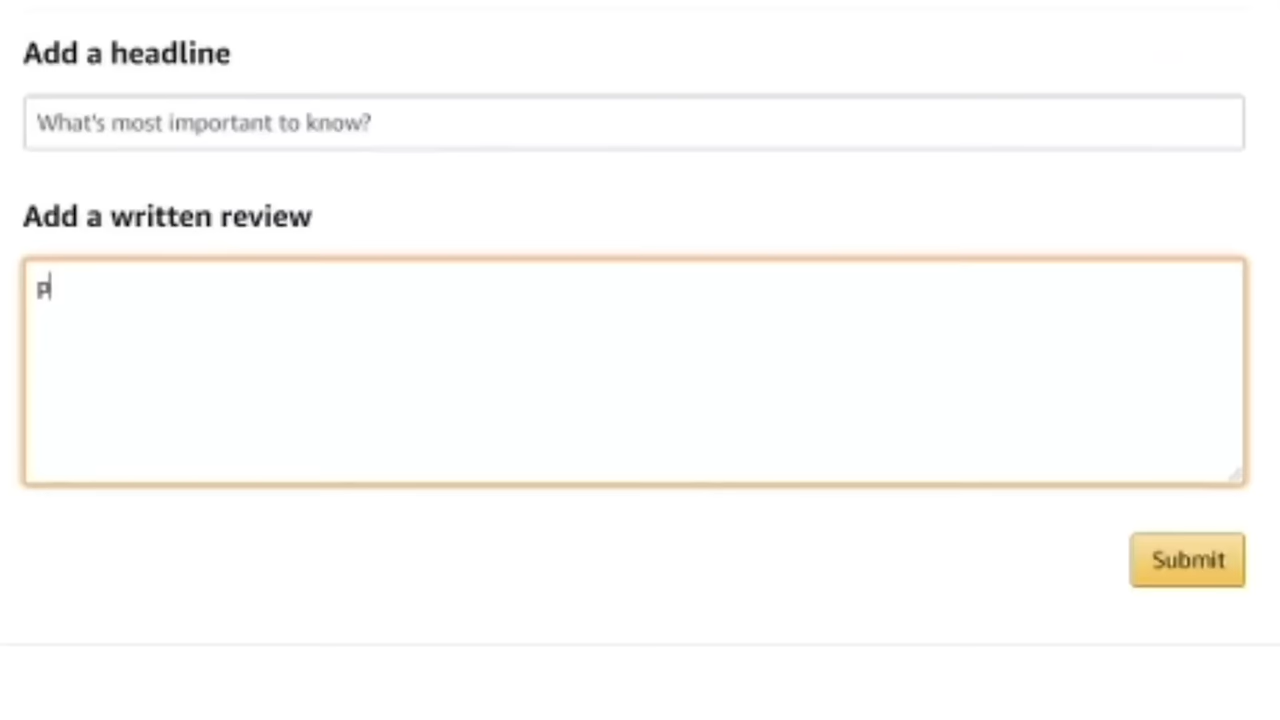 Add a headline
What's most important to know?
Add a written review
p
Submit